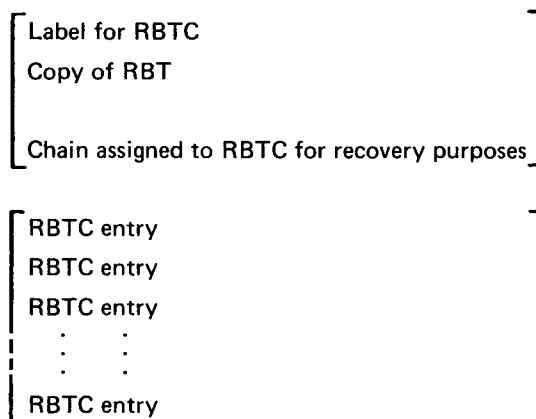 Label for RBTC
Copy of RBT
Chain assigned to RBTC for recovery purposes
RBTC entry
RBTC entry
RBTC entry
. .
. .
. .
RBTC entry